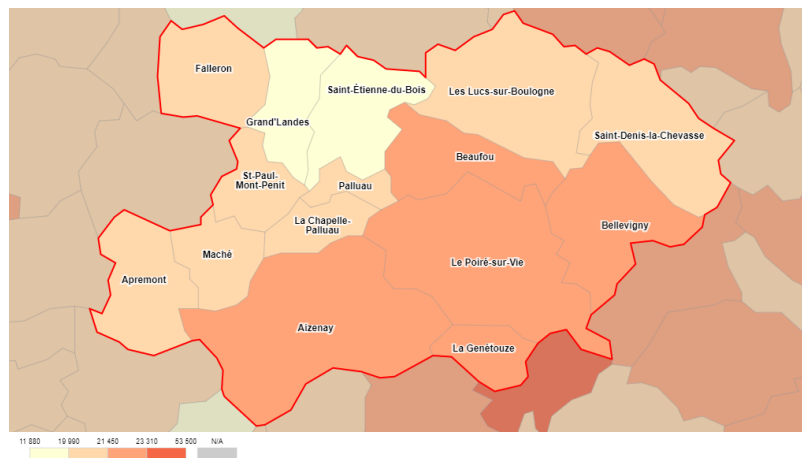 Falleron
Saint-Étienne-du-Bois
Les Lucs-sur-Boulogne
Grand'Landes
Saint-Denis-la-Chevasse
Beaufou
St-Paul-
Mont-Penit
Palluau
La Chapelle-
Palluau
Bellevigny
Maché
Le Poiré-sur-Vie
Apremont
Aizenay
La Genétouze
11 880 19 990 21 450 23 310 53 500 N/A